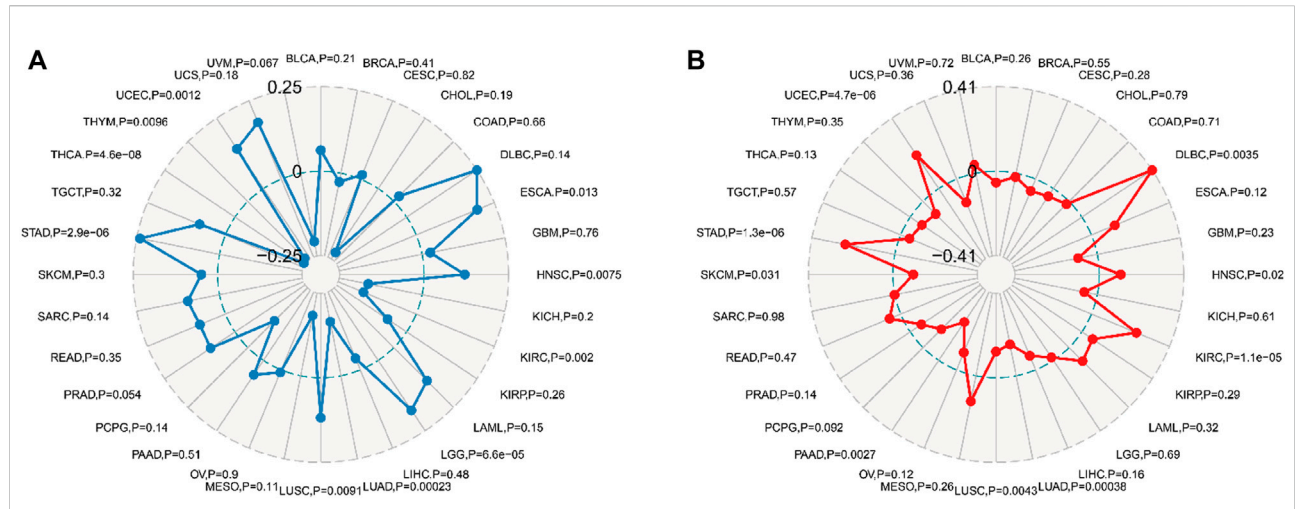 A
BLCA,P=0.21
BRCA,P=0.41
CESC,P=0.82
CHOL,P=0.19
COAD,P=0.66
DLBC,P=0.14
ESCA,P=0.013
GBM,P=0.76
HNSC,P=0.0075
KICH,P=0.2
KIRC,P=0.002
KIRP,P=0.26
LAML,P=0.15
LGG,P=6.6e−05
LIHC,P=0.48
LUAD,P=0.00023
LUSC,P=0.0091
MESO,P=0.11
OV,P=0.9
PAAD,P=0.51
PCPG,P=0.14
PRAD,P=0.054
READ,P=0.35
SARC,P=0.14
SKCM,P=0.3
STAD,P=2.9e−06
TGCT,P=0.32
THCA,P=4.6e−08
THYM,P=0.0096
UCEC,P=0.0012
UCS,P=0.18
UVM,P=0.067
0.25
0
−0.25
B
BLCA,P=0.26
BRCA,P=0.55
CESC,P=0.28
CHOL,P=0.79
COAD,P=0.71
DLBC,P=0.0035
ESCA,P=0.12
GBM,P=0.23
HNSC,P=0.02
KICH,P=0.61
KIRC,P=1.1e−05
KIRP,P=0.29
LAML,P=0.32
LGG,P=0.69
LIHC,P=0.16
LUAD,P=0.00038
LUSC,P=0.0043
MESO,P=0.26
OV,P=0.12
PAAD,P=0.0027
PCPG,P=0.092
PRAD,P=0.14
READ,P=0.47
SARC,P=0.98
SKCM,P=0.031
STAD,P=1.3e−06
TGCT,P=0.57
THCA,P=0.13
THYM,P=0.35
UCEC,P=4.7e−06
UCS,P=0.36
UVM,P=0.72
0.41
0
−0.41